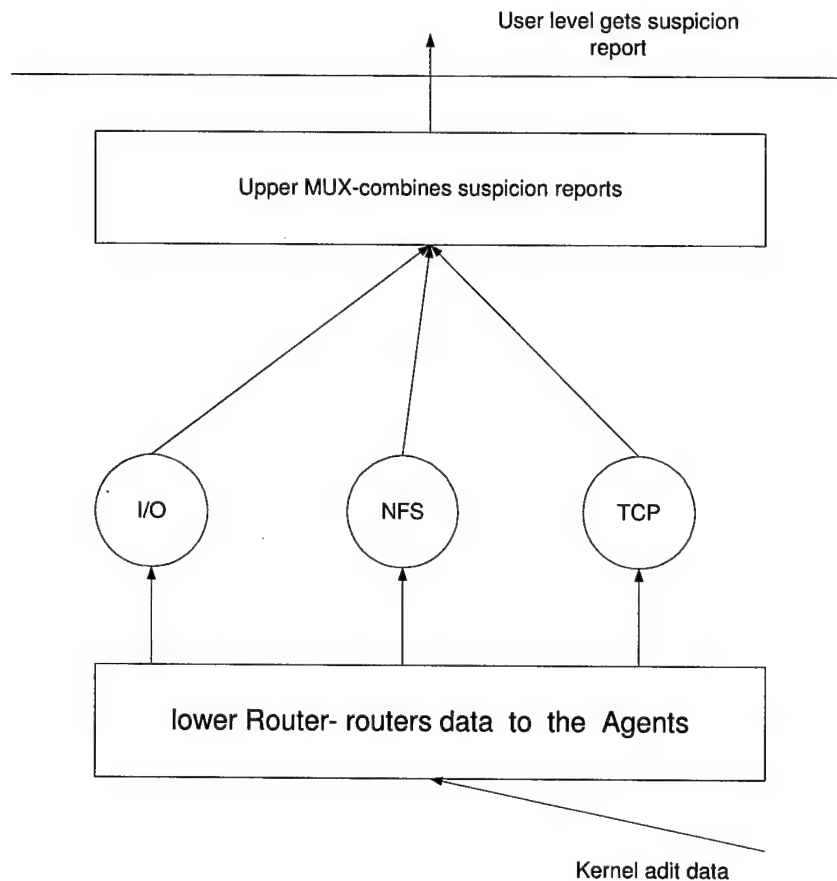 User level gets suspicion
report
Upper MUX-combines suspicion reports
I/O
NFS
TCP
lower Router- routers data to the Agents
Kernel adit data